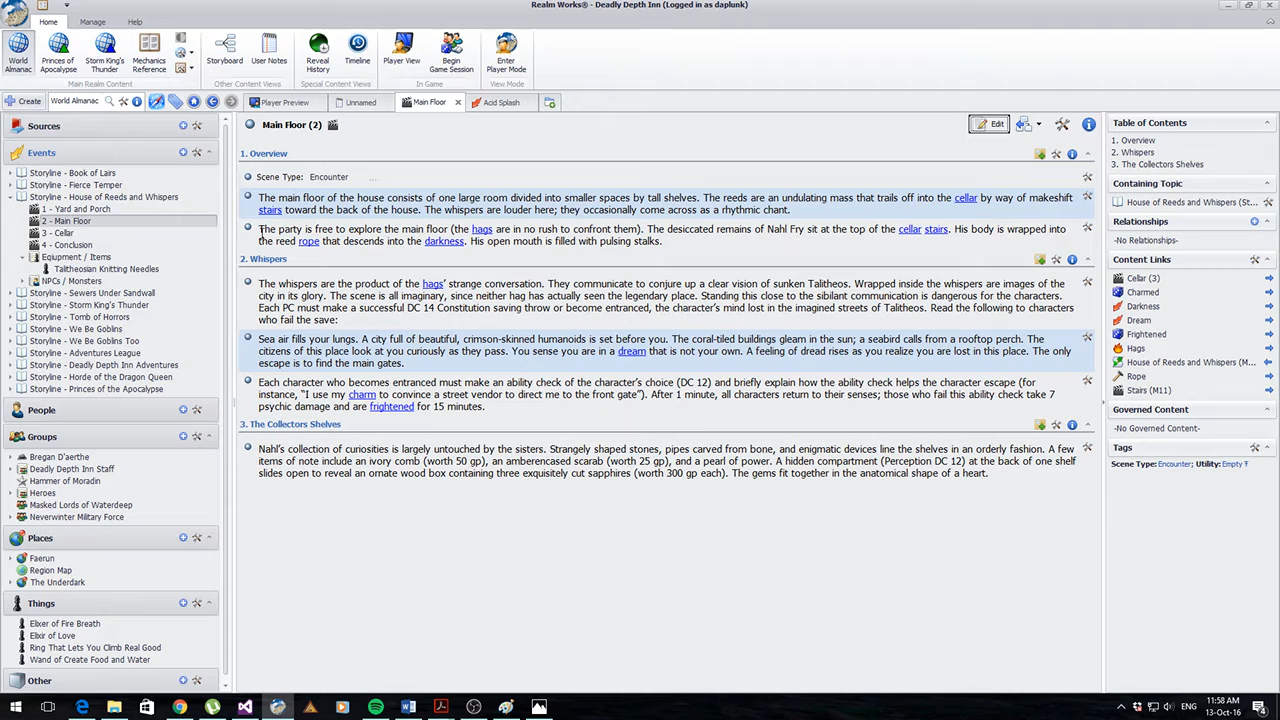 Realm Works® - Deadly Depth Inn (Logged in as daplunk)
Home Manage Help
World Almanac
Princes of Apocalypse
Storm King's Thunder
Mechanics Reference
Storyboard
User Notes
Reveal History
Timeline
Player View
Begin Game Session
Enter Player Mode
Main Realm Content
Other Content Views
Special Content Views
In Game
View Mode
Create World Almanac
Player Preview Unnamed Main Floor Acid Splash
Sources
Events
Storyline - Book of Lairs
Storyline - Fierce Temper
Storyline - House of Reeds and Whispers
1 - Yard and Porch
2 - Main Floor
3 - Cellar
4 - Conclusion
Eqiupment / Items
Talitheosian Knitting Needles
NPCs / Monsters
Storyline - Sewers Under Sandwall
Storyline - Storm King's Thunder
Storyline - Tomb of Horrors
Storyline - We Be Goblins
Storyline - We Be Goblins Too
Storyline - Adventures League
Storyline - Deadly Depth Inn Adventures
Storyline - Horde of the Dragon Queen
Storyline - Princes of the Apocalypse
People
Groups
Bregan D'aerthe
Deadly Depth Inn Staff
Hammer of Moradin
Heroes
Masked Lords of Waterdeep
Neverwinter Military Force
Places
Faerun
Region Map
The Underdark
Things
Elixer of Fire Breath
Elixir of Love
Ring That Lets You Climb Real Good
Wand of Create Food and Water
Other
Main Floor (2)
Edit
1. Overview
Scene Type: Encounter ...
The main floor of the house consists of one large room divided into smaller spaces by tall shelves. The reeds are an undulating mass that trails off into the cellar by way of makeshift
stairs toward the back of the house. The whispers are louder here; they occasionally come across as a rhythmic chant.
The party is free to explore the main floor (the hags are in no rush to confront them). The desiccated remains of Nahl Fry sit at the top of the cellar stairs. His body is wrapped into
the reed rope that descends into the darkness. His open mouth is filled with pulsing stalks.
2. Whispers
The whispers are the product of the hags' strange conversation. They communicate to conjure up a clear vision of sunken Talitheos. Wrapped inside the whispers are images of the
city in its glory. The scene is all imaginary, since neither hag has actually seen the legendary place. Standing this close to the sibilant communication is dangerous for the characters.
Each PC must make a successful DC 14 Constitution saving throw or become entranced, the character's mind lost in the imagined streets of Talitheos. Read the following to characters
who fail the save:
Sea air fills your lungs. A city full of beautiful, crimson-skinned humanoids is set before you. The coral-tiled buildings gleam in the sun; a seabird calls from a rooftop perch. The
citizens of this place look at you curiously as they pass. You sense you are in a dream that is not your own. A feeling of dread rises as you realize you are lost in this place. The only
escape is to find the main gates.
Each character who becomes entranced must make an ability check of the character's choice (DC 12) and briefly explain how the ability check helps the character escape (for
instance, "I use my charm to convince a street vendor to direct me to the front gate"). After 1 minute, all characters return to their senses; those who fail this ability check take 7
psychic damage and are frightened for 15 minutes.
3. The Collectors Shelves
Nahl's collection of curiosities is largely untouched by the sisters. Strangely shaped stones, pipes carved from bone, and enigmatic devices line the shelves in an orderly fashion. A few
items of note include an ivory comb (worth 50 gp), an amberencased scarab (worth 25 gp), and a pearl of power. A hidden compartment (Perception DC 12) at the back of one shelf
slides open to reveal an ornate wood box containing three exquisitely cut sapphires (worth 300 gp each). The gems fit together in the anatomical shape of a heart.
Table of Contents
1. Overview
2. Whispers
3. The Collectors Shelves
Containing Topic
House of Reeds and Whispers (St...
Relationships
-No Relationships-
Content Links
Cellar (3)
Charmed
Darkness
Dream
Frightened
Hags
House of Reeds and Whispers (M...
Rope
Stairs (M11)
Governed Content
-No Governed Content-
Tags
Scene Type: Encounter; Utility: Empty
ENG
11:58 AM
13-Oct-16